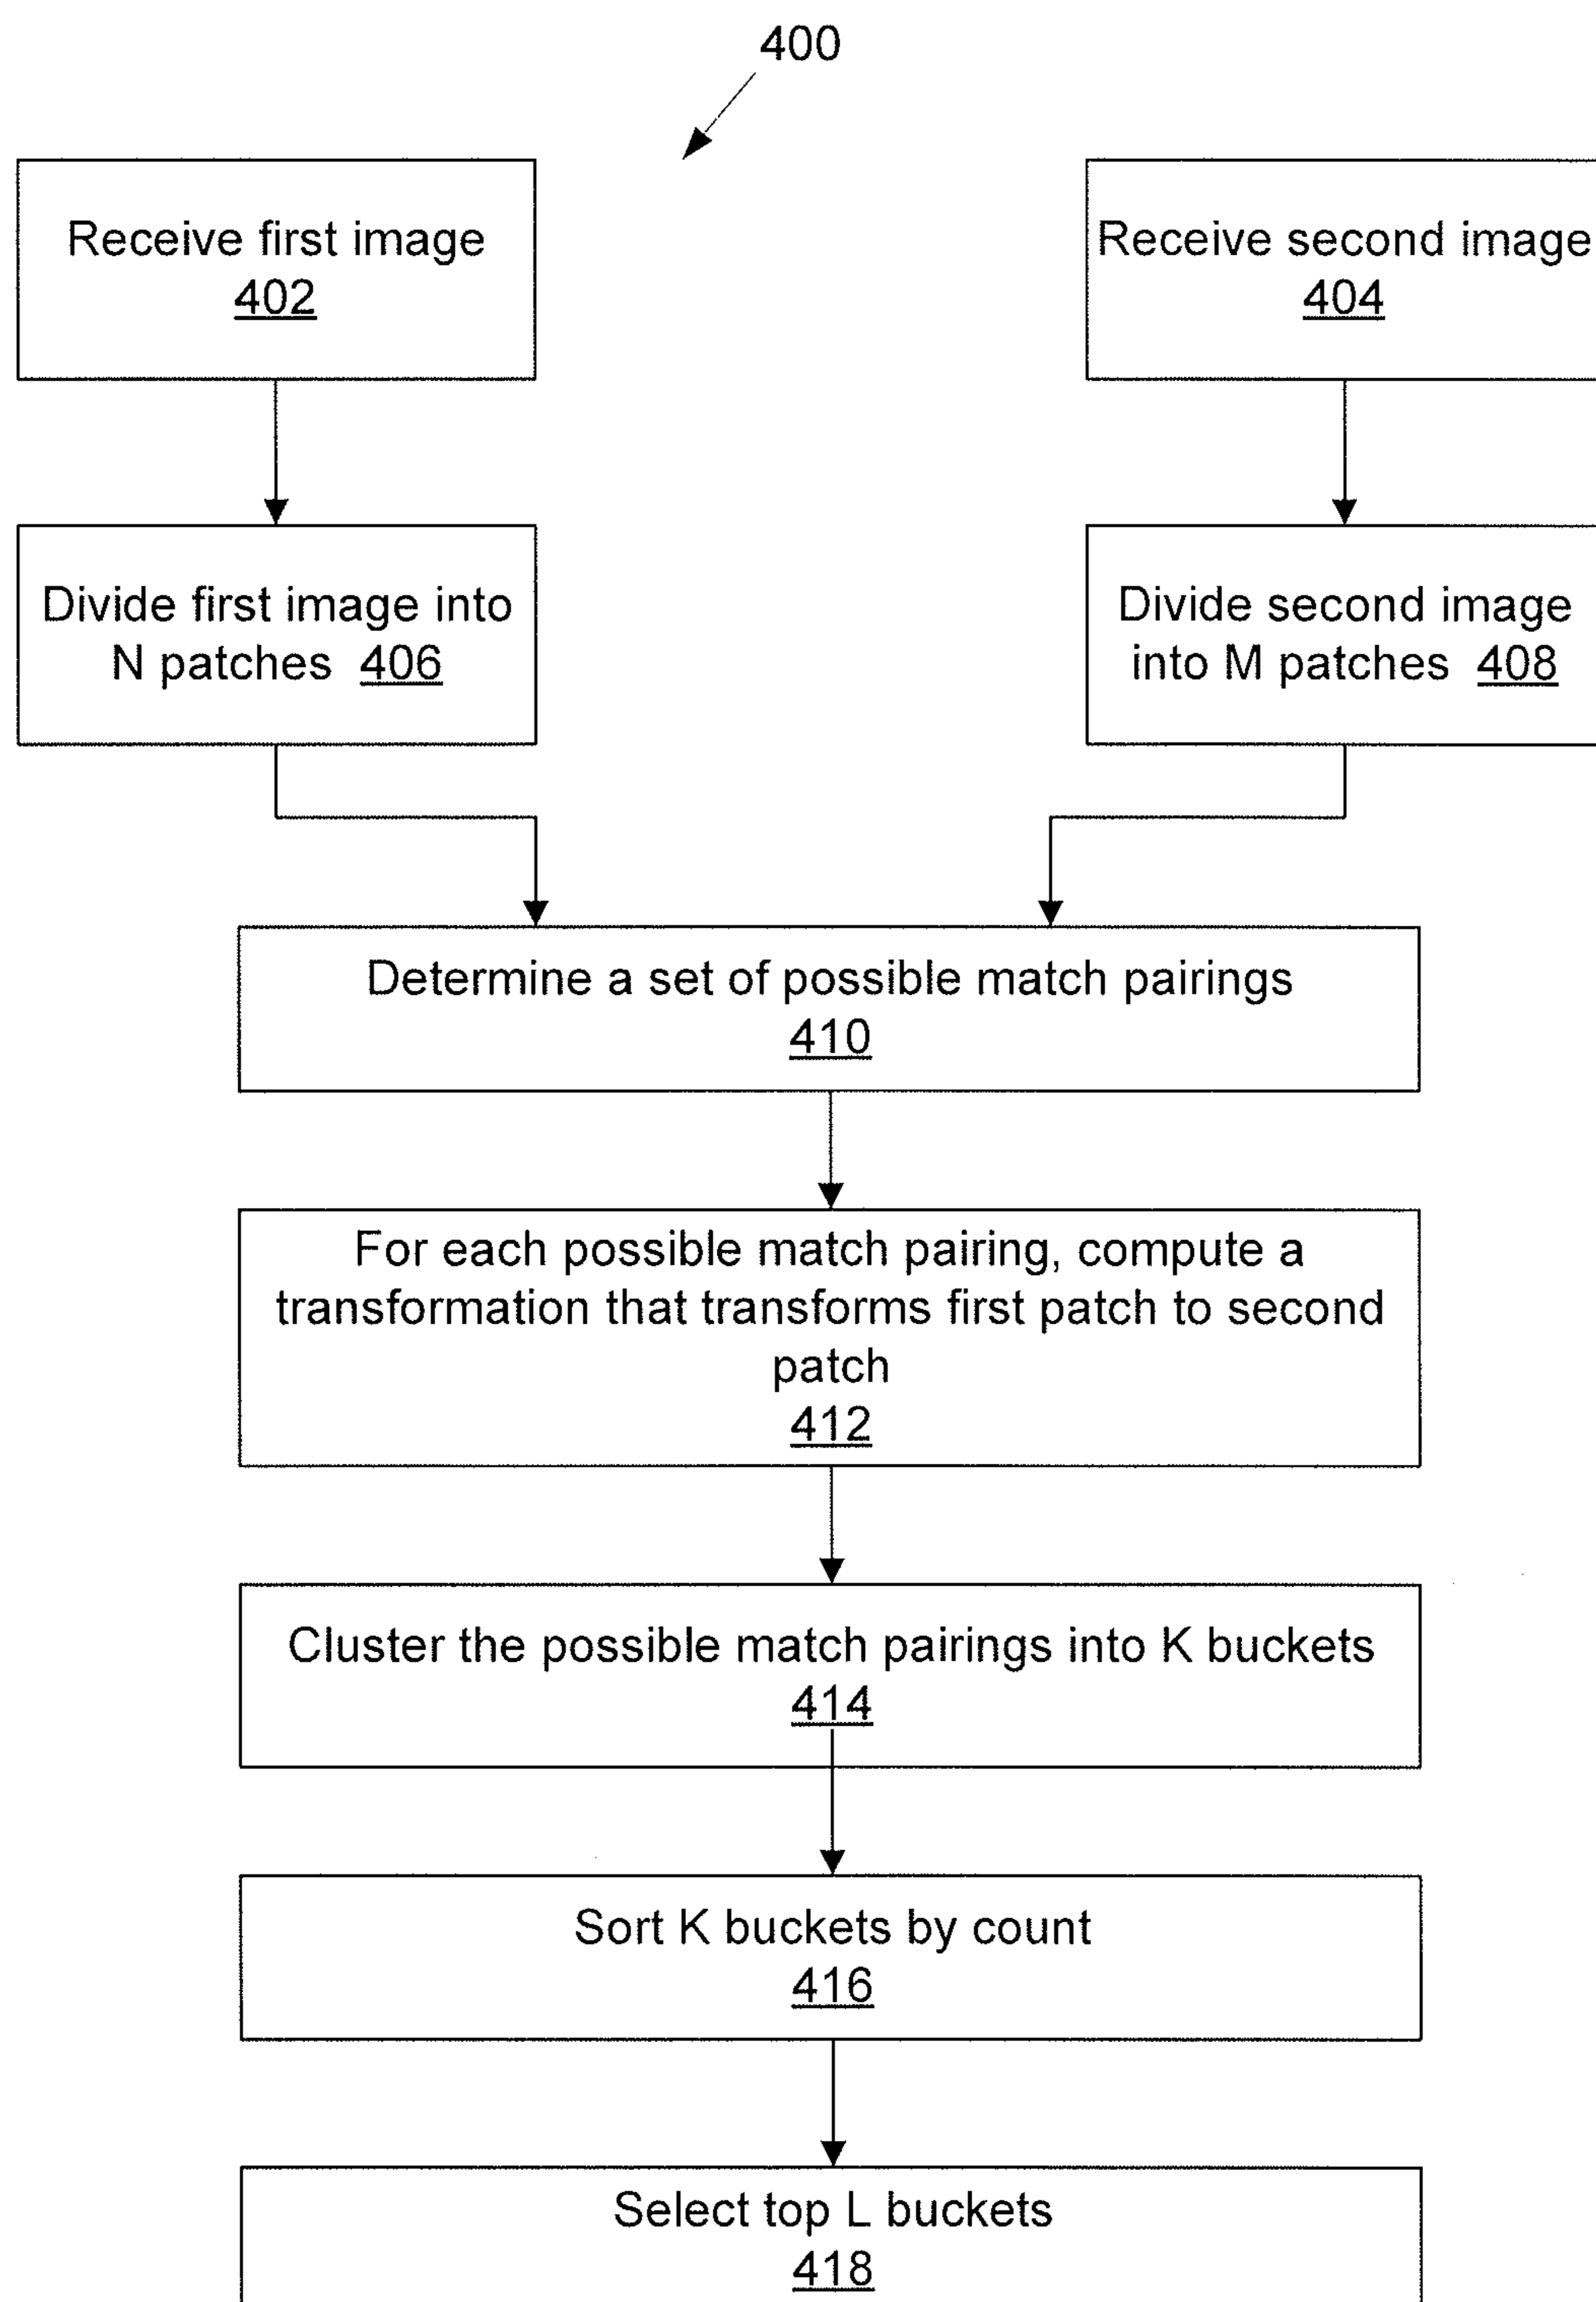 400
Receive first image
402
Receive second image
404
Divide first image into
N patches 406
Divide second image
into M patches 408
Determine a set of possible match pairings
410
For each possible match pairing, compute a
transformation that transforms first patch to second
patch
412
Cluster the possible match pairings into K buckets
414
Sort K buckets by count
416
Select top L buckets
418